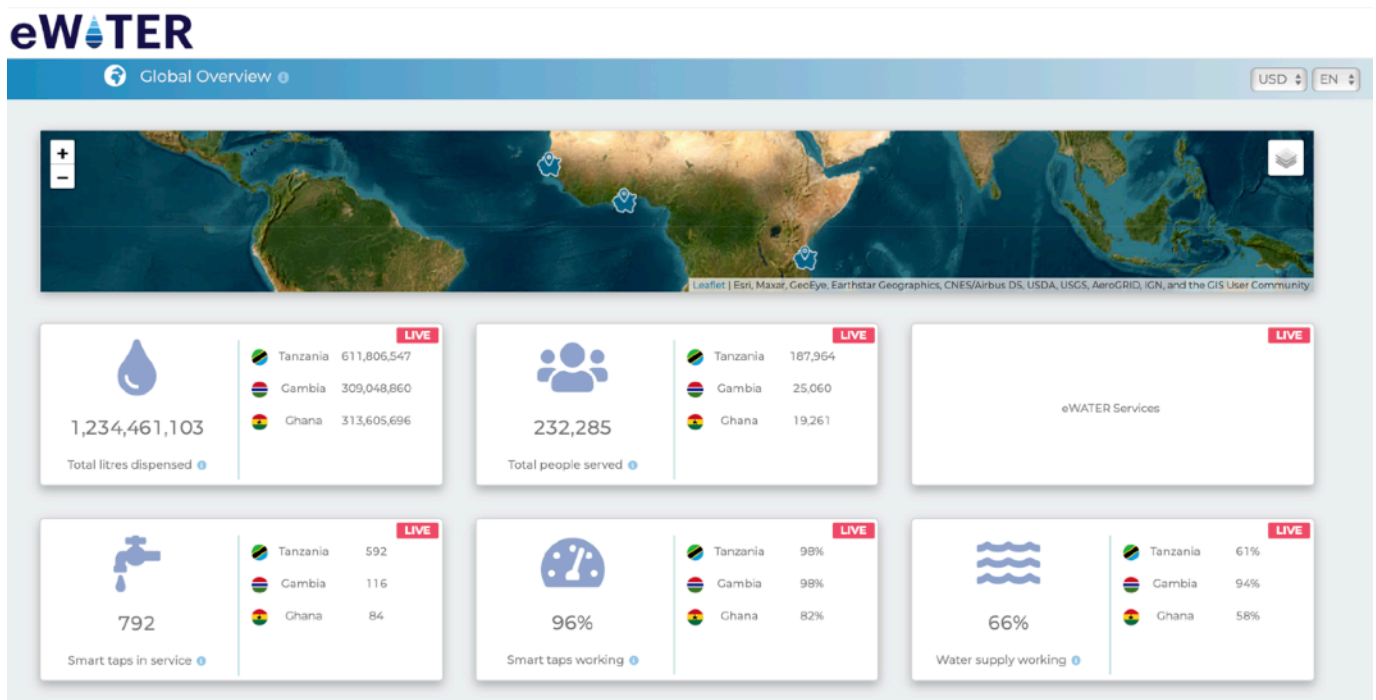 eWATER
Global Overview
USD
EN
+
−
Leaflet | Esri, Maxar, GeoEye, Earthstar Geographics, CNES/Airbus DS, USDA, USGS, AeroGRID, IGN, and the GIS User Community
LIVE
Tanzania 611,806,547
Gambia 309,048,860
Ghana 313,605,696
1,234,461,103
Total litres dispensed
LIVE
Tanzania 187,964
Gambia 25,060
Ghana 19,261
232,285
Total people served
LIVE
eWATER Services
LIVE
Tanzania 592
Gambia 116
Ghana 84
792
Smart taps in service
LIVE
Tanzania 98%
Gambia 98%
Ghana 82%
96%
Smart taps working
LIVE
Tanzania 61%
Gambia 94%
Ghana 58%
66%
Water supply working